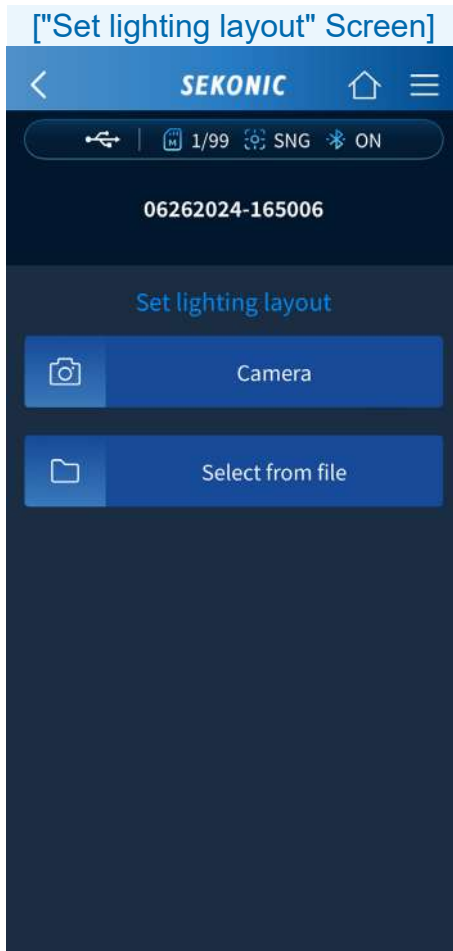 ["Set lighting layout" Screen]
SEKONIC
M 1/99 SNG ON
06262024-165006
Set lighting layout
Camera
Select from file